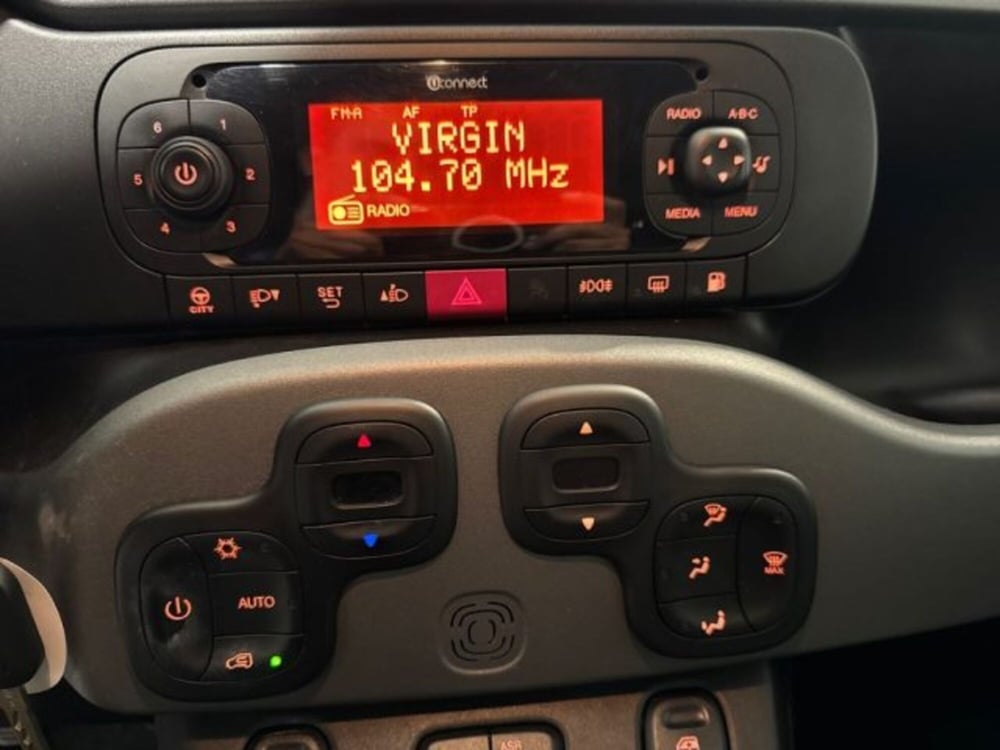 uconnect
FM-A AF TP
VIRGIN
104.70 MHz
RADIO
6 1
5 2
4 3
RADIO A-B-C
MEDIA MENU
CITY
SET
AUTO
MAX
ASR